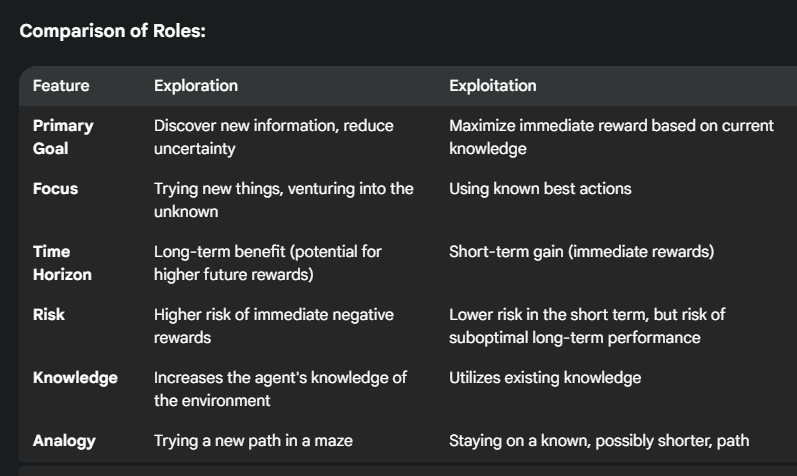 Comparison of Roles:
Feature Exploration Exploitation
Primary Goal Discover new information, reduce uncertainty Maximize immediate reward based on current knowledge
Focus Trying new things, venturing into the unknown Using known best actions
Time Horizon Long-term benefit (potential for higher future rewards) Short-term gain (immediate rewards)
Risk Higher risk of immediate negative rewards Lower risk in the short term, but risk of suboptimal long-term performance
Knowledge Increases the agent's knowledge of the environment Utilizes existing knowledge
Analogy Trying a new path in a maze Staying on a known, possibly shorter, path